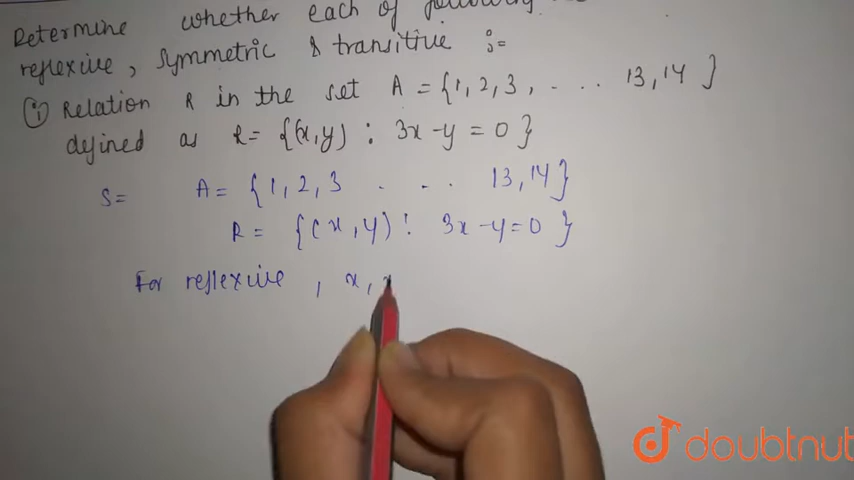 Determine whether each of following
reflexive, symmetric & transitive :=
(i) Relation R in the set A = {1, 2, 3, . ... 13, 14}
defined as R = {(x,y) : 3x - y = 0}
S = A = {1, 2, 3 . .. 13, 14}
R = {(x, y) : 3x - y = 0}
For reflexive , x,
doubtnut